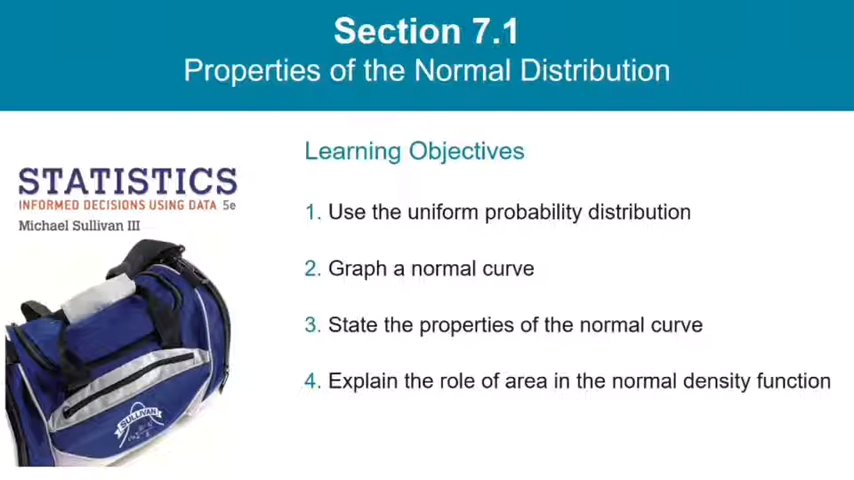 Section 7.1
Properties of the Normal Distribution
Learning Objectives
STATISTICS
INFORMED DECISIONS USING DATA 5e
Michael Sullivan III
1. Use the uniform probability distribution
2. Graph a normal curve
3. State the properties of the normal curve
4. Explain the role of area in the normal density function
SULLIVAN